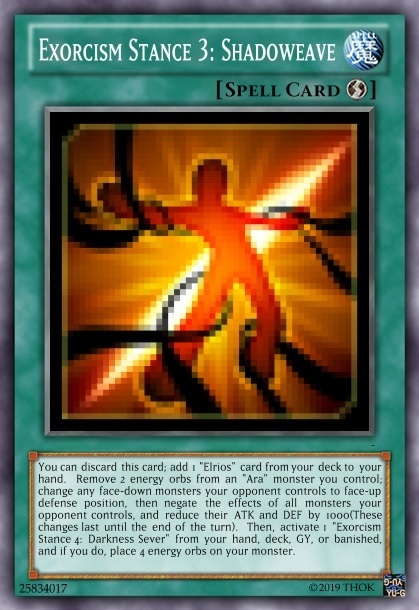 Exorcism Stance 3: Shadoweave
魔
[Spell Card]
You can discard this card; add 1 "Elrios" card from your deck to your
hand. Remove 2 energy orbs from an "Ara" monster you control;
change any face-down monsters your opponent controls to face-up
defense position, then negate the effects of all monsters your
opponent controls, and reduce their ATK and DEF by 1000(These
changes last until the end of the turn). Then, activate 1 "Exorcism
Stance 4: Darkness Sever" from your hand, deck, GY, or banished,
and if you do, place 4 energy orbs on your monster.
25834017
©2019 THOK